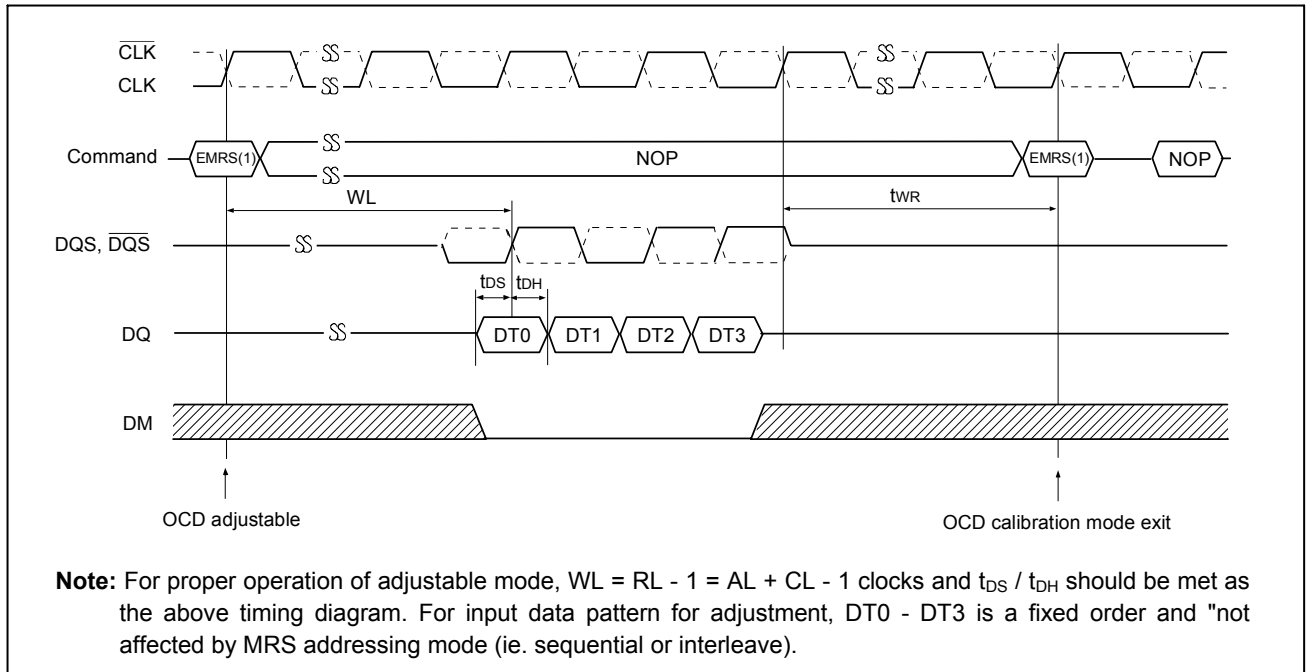 CLK
CLK
Command
EMRS(1)
NOP
EMRS(1)
NOP
WL
tWR
DQS, DQS
tDS
tDH
DQ
DT0
DT1
DT2
DT3
DM
OCD adjustable
OCD calibration mode exit
Note: For proper operation of adjustable mode, WL = RL - 1 = AL + CL - 1 clocks and tDS / tDH should be met as
the above timing diagram. For input data pattern for adjustment, DT0 - DT3 is a fixed order and "not
affected by MRS addressing mode (ie. sequential or interleave).